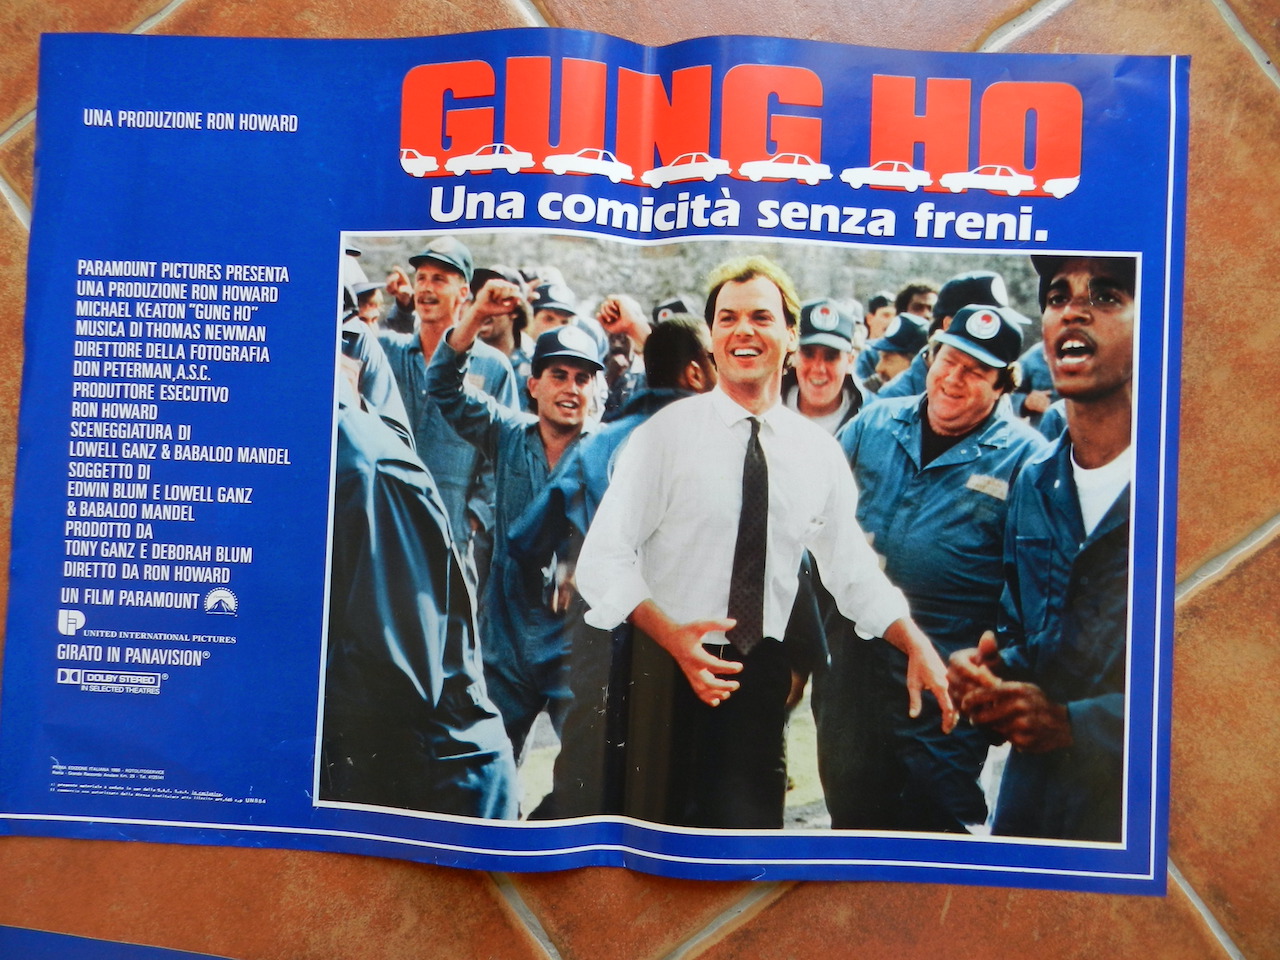 UNA PRODUZIONE RON HOWARD
GUNG HO
Una comicità senza freni.
PARAMOUNT PICTURES PRESENTA
UNA PRODUZIONE RON HOWARD
MICHAEL KEATON "GUNG HO"
MUSICA DI THOMAS NEWMAN
DIRETTORE DELLA FOTOGRAFIA
DON PETERMAN, A.S.C.
PRODUTTORE ESECUTIVO
RON HOWARD
SCENEGGIATURA DI
LOWELL GANZ & BABALOO MANDEL
SOGGETTO DI
EDWIN BLUM E LOWELL GANZ
& BABALOO MANDEL
PRODOTTO DA
TONY GANZ E DEBORAH BLUM
DIRETTO DA RON HOWARD
UN FILM PARAMOUNT
UNITED INTERNATIONAL PICTURES
GIRATO IN PANAVISION®
DOLBY STEREO®
IN SELECTED THEATRES